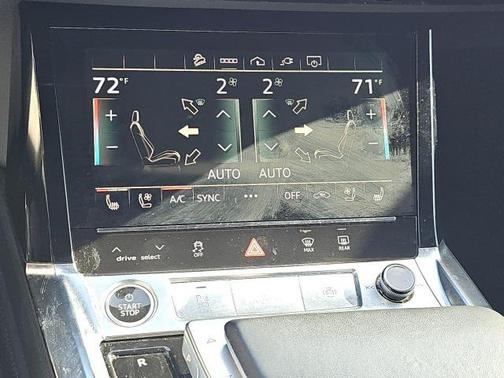 72°F 2 2 71°F
+ +
- -
AUTO AUTO
A/C SYNC ... OFF
drive select OFF MAX REAR
START
STOP
R